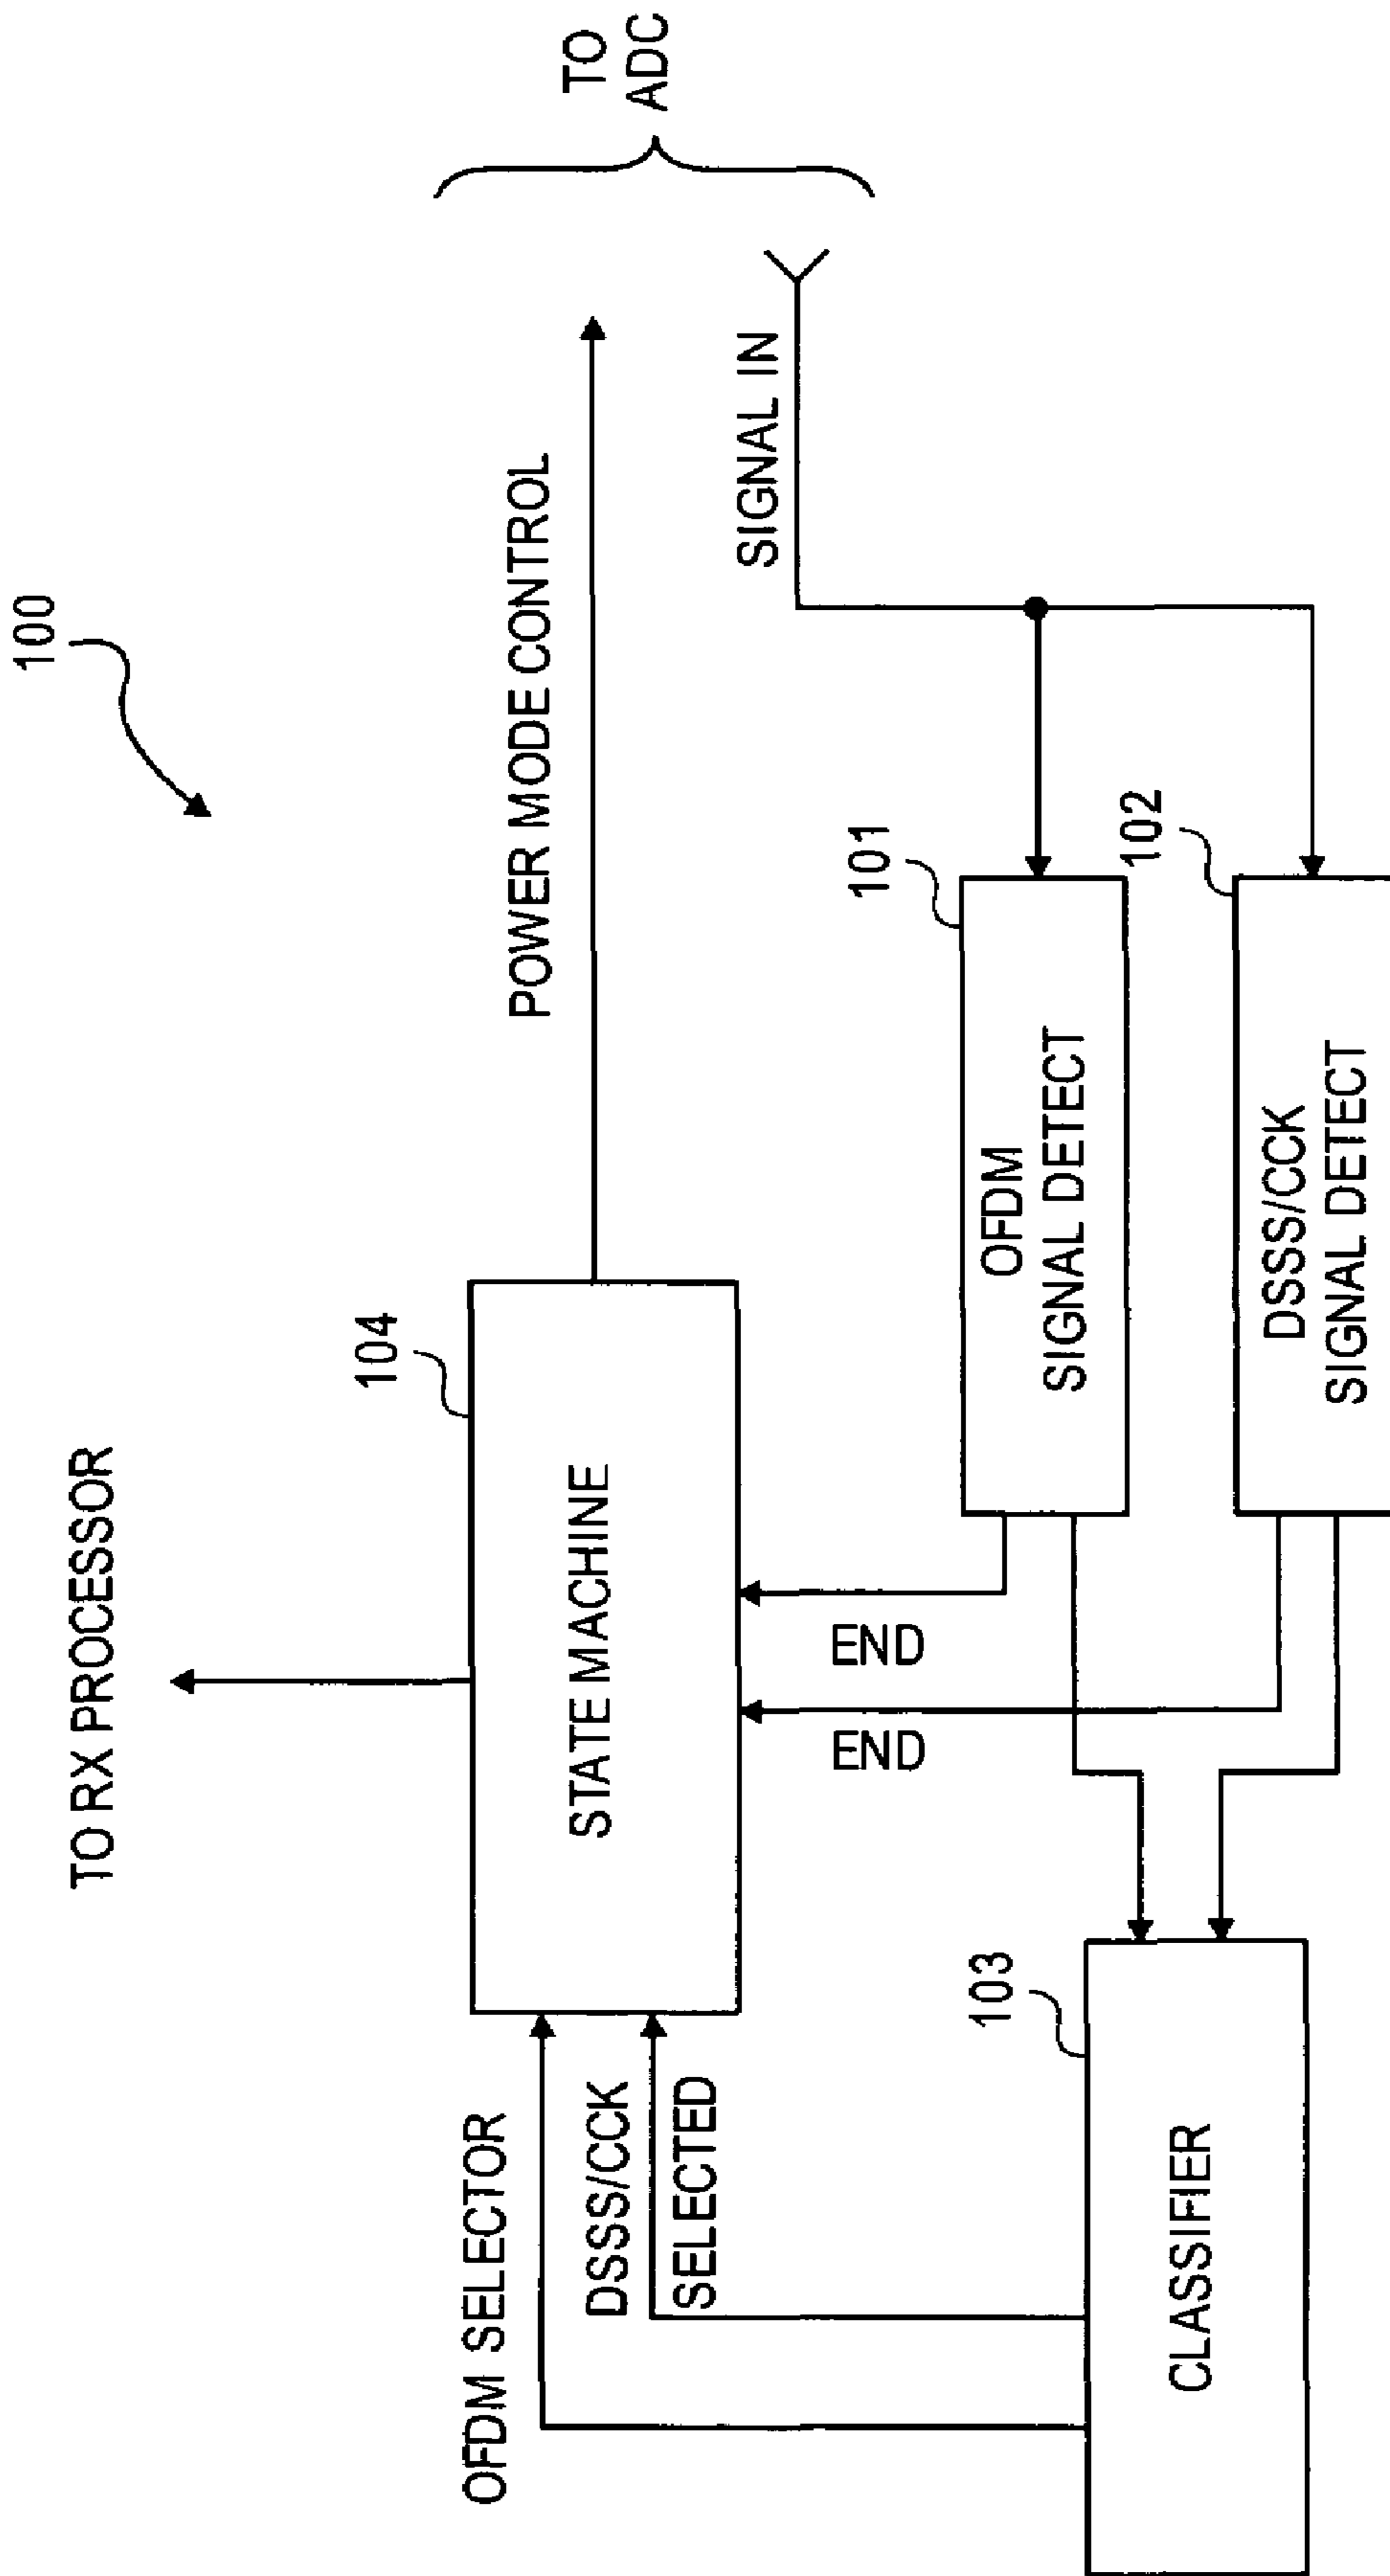 100
TO RX PROCESSOR
104
STATE MACHINE
POWER MODE CONTROL
TO
ADC
OFDM SELECTOR
DSSS/CCK
SELECTED
END
END
SIGNAL IN
101
OFDM
SIGNAL DETECT
102
DSSS/CCK
SIGNAL DETECT
103
CLASSIFIER